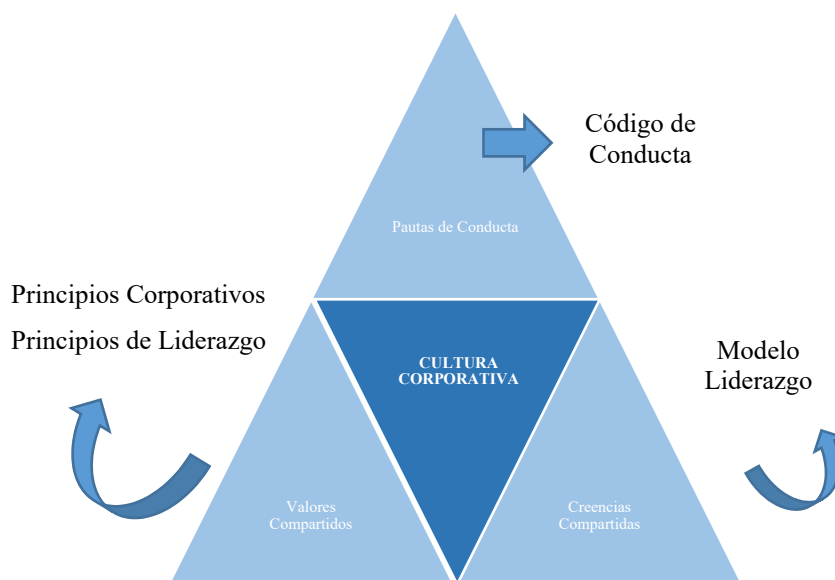 Código de
Conducta
Pautas de Conducta
Principios Corporativos
Principios de Liderazgo
CULTURA
CORPORATIVA
Modelo
Liderazgo
Valores
Compartidos
Creencias
Compartidas